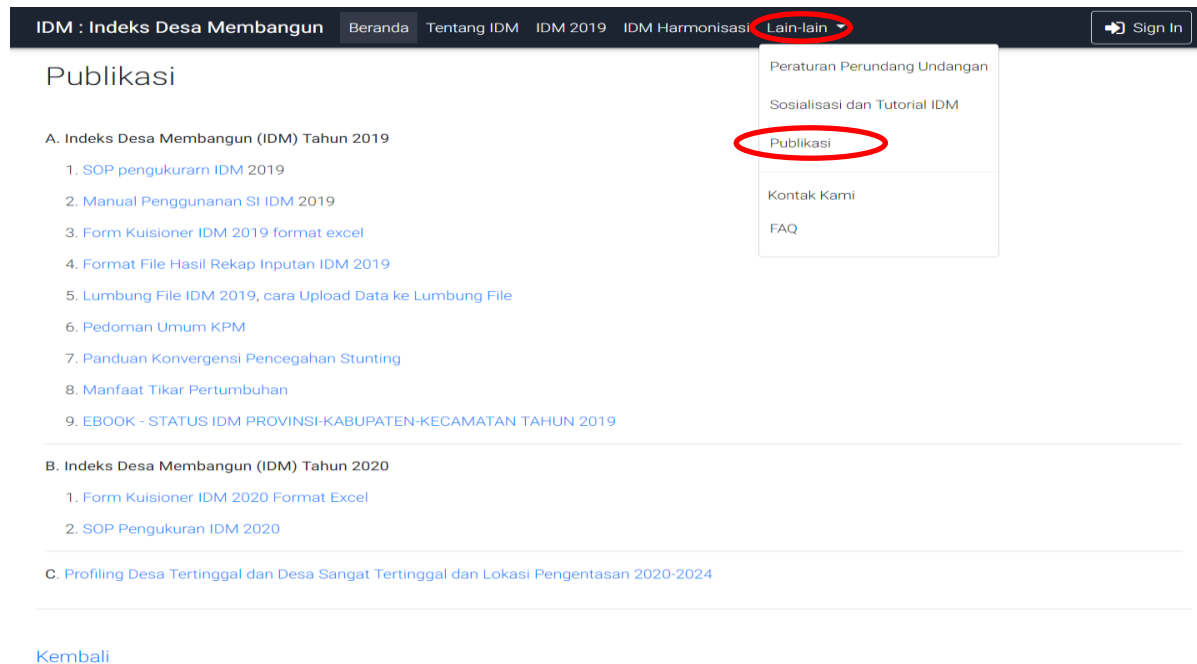 IDM : Indeks Desa Membangun Beranda Tentang IDM IDM 2019 IDM Harmonisasi Lain-lain Sign In
Peraturan Perundang Undangan
Sosialisasi dan Tutorial IDM
Publikasi
Kontak Kami
FAQ
Publikasi
A. Indeks Desa Membangun (IDM) Tahun 2019
1. SOP pengukurarn IDM 2019
2. Manual Penggunanan SI IDM 2019
3. Form Kuisioner IDM 2019 format excel
4. Format File Hasil Rekap Inputan IDM 2019
5. Lumbung File IDM 2019, cara Upload Data ke Lumbung File
6. Pedoman Umum KPM
7. Panduan Konvergensi Pencegahan Stunting
8. Manfaat Tikar Pertumbuhan
9. EBOOK - STATUS IDM PROVINSI-KABUPATEN-KECAMATAN TAHUN 2019
B. Indeks Desa Membangun (IDM) Tahun 2020
1. Form Kuisioner IDM 2020 Format Excel
2. SOP Pengukuran IDM 2020
C. Profiling Desa Tertinggal dan Desa Sangat Tertinggal dan Lokasi Pengentasan 2020-2024
Kembali